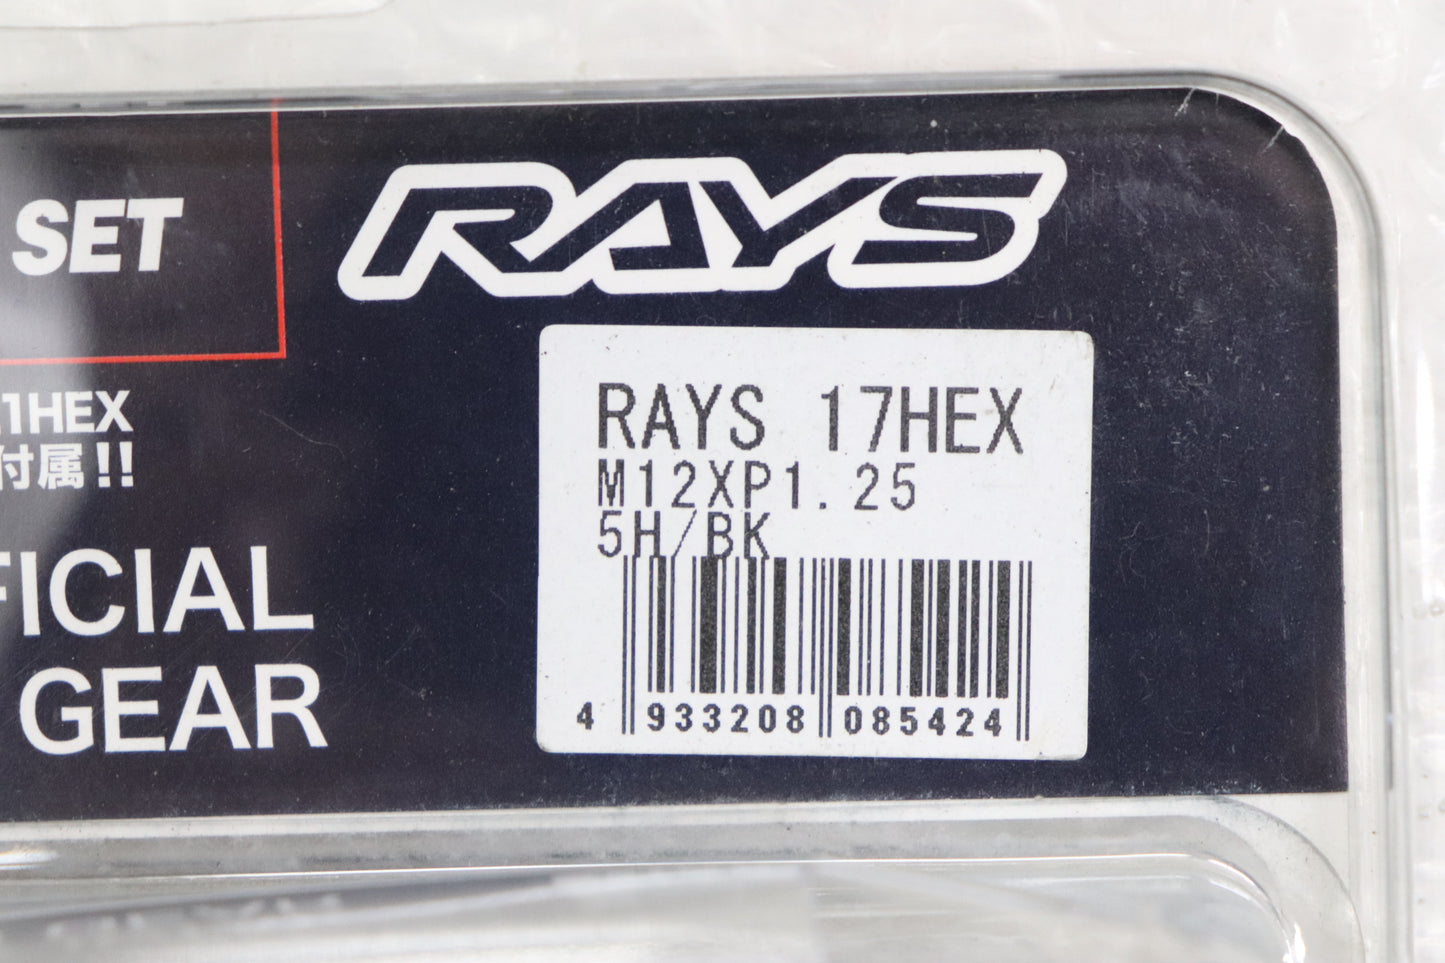 SET
RAYS
1HEX
付属!!
FICIAL
GEAR
RAYS 17HEX
M12XP1.25
5H/BK
4 933208 085424